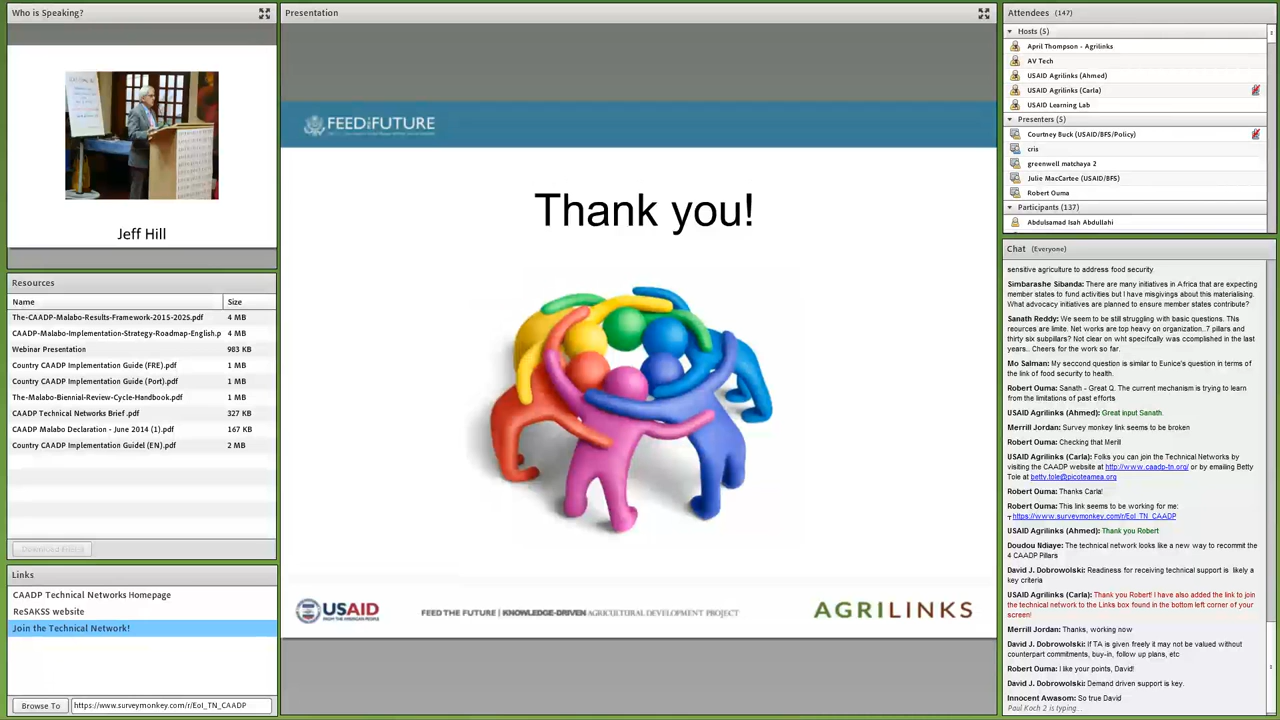 Who is Speaking?
Jeff Hill
Resources
Name Size
The-CAADP-Malabo-Results-Framework-2015-2025.pdf 4 MB
CAADP-Malabo-Implementation-Strategy-Roadmap-English.p 4 MB
Webinar Presentation 983 KB
Country CAADP Implementation Guide (FRE).pdf 1 MB
Country CAADP Implementation Guide (Port).pdf 1 MB
The-Malabo-Biennial-Review-Cycle-Handbook.pdf 1 MB
CAADP Technical Networks Brief .pdf 327 KB
CAADP Malabo Declaration - June 2014 (1).pdf 167 KB
Country CAADP Implementation Guidel (EN).pdf 2 MB
Download File(s)
Links
CAADP Technical Networks Homepage
ReSAKSS website
Join the Technical Network!
Browse To https://www.surveymonkey.com/r/EoI_TN_CAADP
Presentation
FEED THE FUTURE
Thank you!
USAID
FROM THE AMERICAN PEOPLE
FEED THE FUTURE | KNOWLEDGE-DRIVEN AGRICULTURAL DEVELOPMENT PROJECT
AGRILINKS
Attendees (147)
Hosts (5)
April Thompson - Agrilinks
AV Tech
USAID Agrilinks (Ahmed)
USAID Agrilinks (Carla)
USAID Learning Lab
Presenters (5)
Courtney Buck (USAID/BFS/Policy)
cris
greenwell matchaya 2
Julie MacCartee (USAID/BFS)
Robert Ouma
Participants (137)
Abdulsamad Isah Abdullahi
Chat (Everyone)
sensitive agriculture to address food security
Simbarashe Sibanda: There are many initiatives in Africa that are expecting
member states to fund activities but I have misgivings about this materialising.
What advocacy initiatives are planned to ensure member states contribute?
Sanath Reddy: We seem to be still struggling with basic questions. TNs
reources are limite. Net works are top heavy on organization..7 pillars and
thirty six subpillars? Not clear on wht specifcally was ccomplished in the last
years.. Cheers for the work so far.
Mo Salman: My seccond question is similar to Eunice's question in terms of
the link of food security to health.
Robert Ouma: Sanath - Great Q. The current mechanism is trying to learn
from the limitations of past efforts
USAID Agrilinks (Ahmed): Great input Sanath.
Merrill Jordan: Survey monkey link seems to be broken
Robert Ouma: Checking that Merill
USAID Agrilinks (Carla): Folks you can join the Technical Networks by
visiting the CAADP website at http://www.caadp-tn.org/ or by emailing Betty
Tole at betty.tole@picoteamea.org
Robert Ouma: Thanks Carla!
Robert Ouma: This link seems to be working for me:
https://www.surveymonkey.com/r/EoI_TN_CAADP
USAID Agrilinks (Ahmed): Thank you Robert
Doudou Ndiaye: The technical network looks like a new way to recommit the
4 CAADP Pillars
David J. Dobrowolski: Readiness for receiving technical support is likely a
key criteria
USAID Agrilinks (Carla): Thank you Robert! I have also added the link to join
the technical network to the Links box found in the bottom left corner of your
screen!
Merrill Jordan: Thanks, working now
David J. Dobrowolski: If TA is given freely it may not be valued without
counterpart commitments, buy-in, follow up plans, etc
Robert Ouma: I like your points, David!
David J. Dobrowolski: Demand driven support is key.
Innocent Awasom: So true David
Paul Koch 2 is typing...